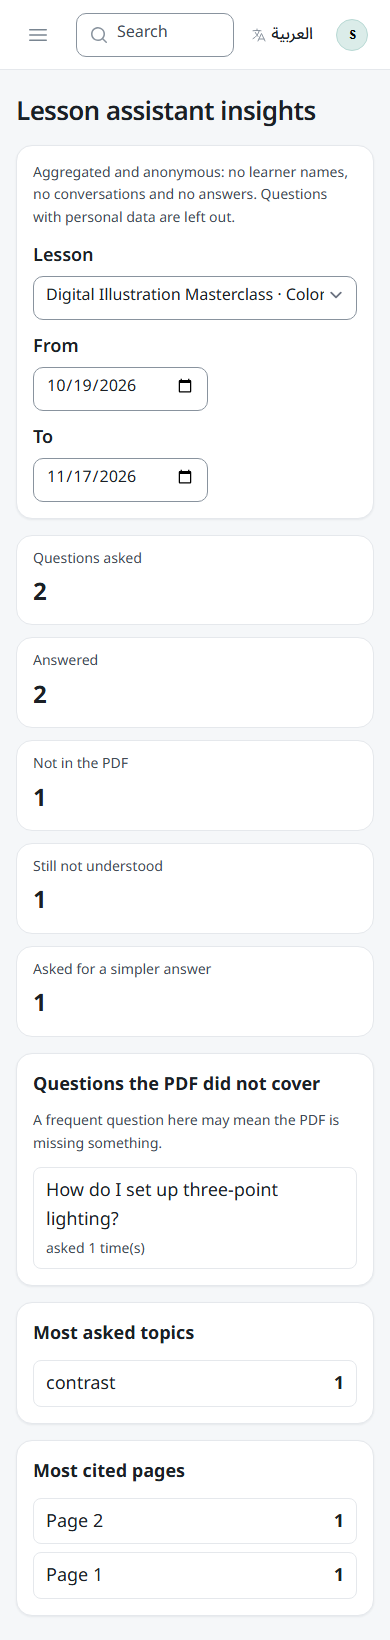 Search
العربية
S
Lesson assistant insights
Aggregated and anonymous: no learner names,
no conversations and no answers. Questions
with personal data are left out.
Lesson
Digital Illustration Masterclass · Color
From
10/19/2026
To
11/17/2026
Questions asked
2
Answered
2
Not in the PDF
1
Still not understood
1
Asked for a simpler answer
1
Questions the PDF did not cover
A frequent question here may mean the PDF is
missing something.
How do I set up three-point
lighting?
asked 1 time(s)
Most asked topics
contrast 1
Most cited pages
Page 2 1
Page 1 1